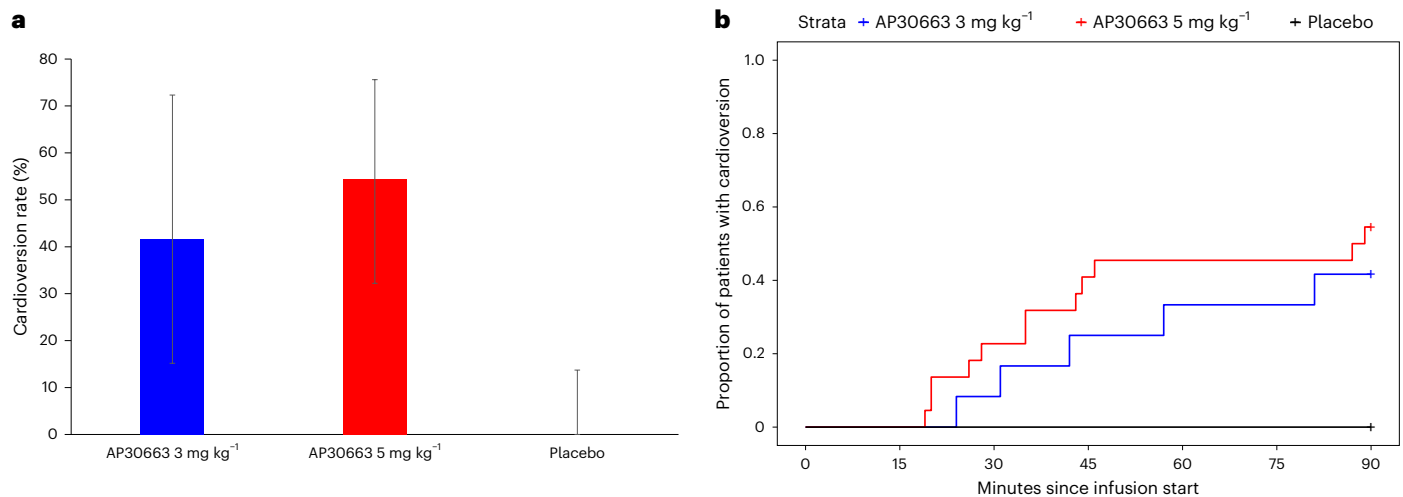 a
Cardioversion rate (%)
80
70
60
50
40
30
20
10
0
AP30663 3 mg kg⁻¹
AP30663 5 mg kg⁻¹
Placebo
b
Strata AP30663 3 mg kg⁻¹ AP30663 5 mg kg⁻¹ Placebo
Proportion of patients with cardioversion
1.0
0.8
0.6
0.4
0.2
0
0 15 30 45 60 75 90
Minutes since infusion start